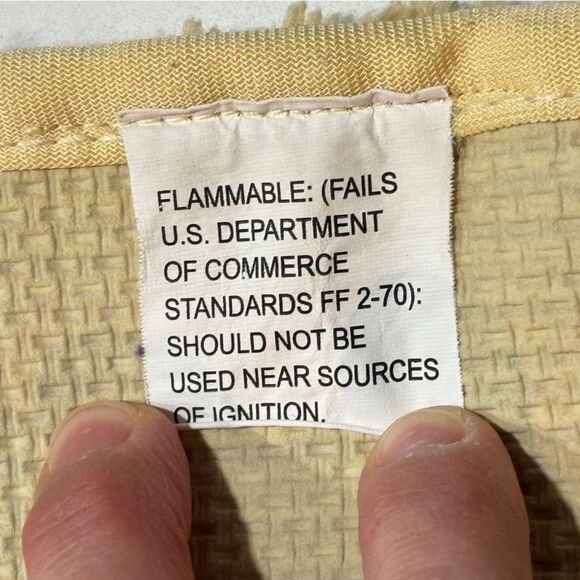 FLAMMABLE: (FAILS
U.S. DEPARTMENT
OF COMMERCE
STANDARDS FF 2-70):
SHOULD NOT BE
USED NEAR SOURCES
OF IGNITION.